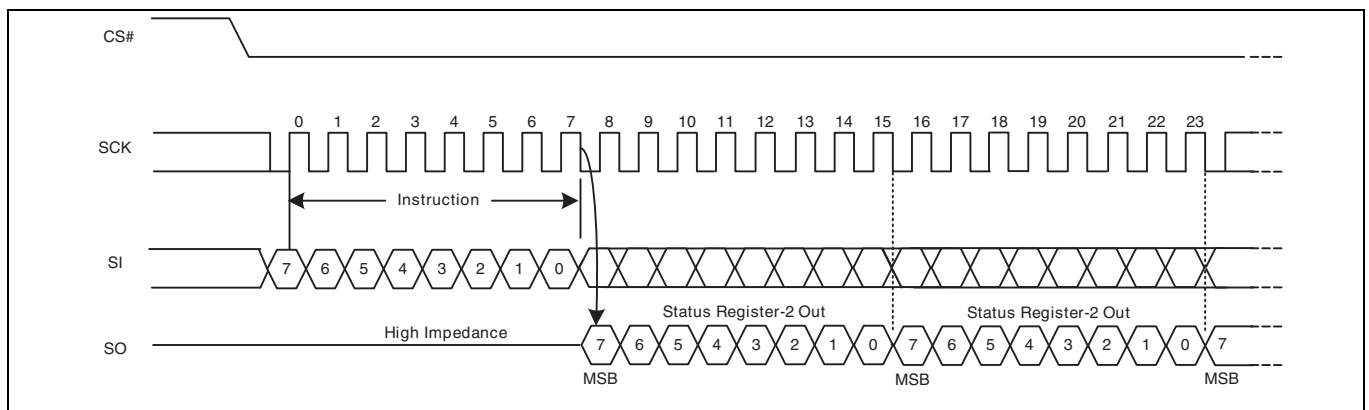 CS#
0 1 2 3 4 5 6 7 8 9 10 11 12 13 14 15 16 17 18 19 20 21 22 23
SCK
Instruction
SI
7 6 5 4 3 2 1 0
Status Register-2 Out Status Register-2 Out
High Impedance
SO
7 6 5 4 3 2 1 0 7 6 5 4 3 2 1 0 7
MSB MSB MSB